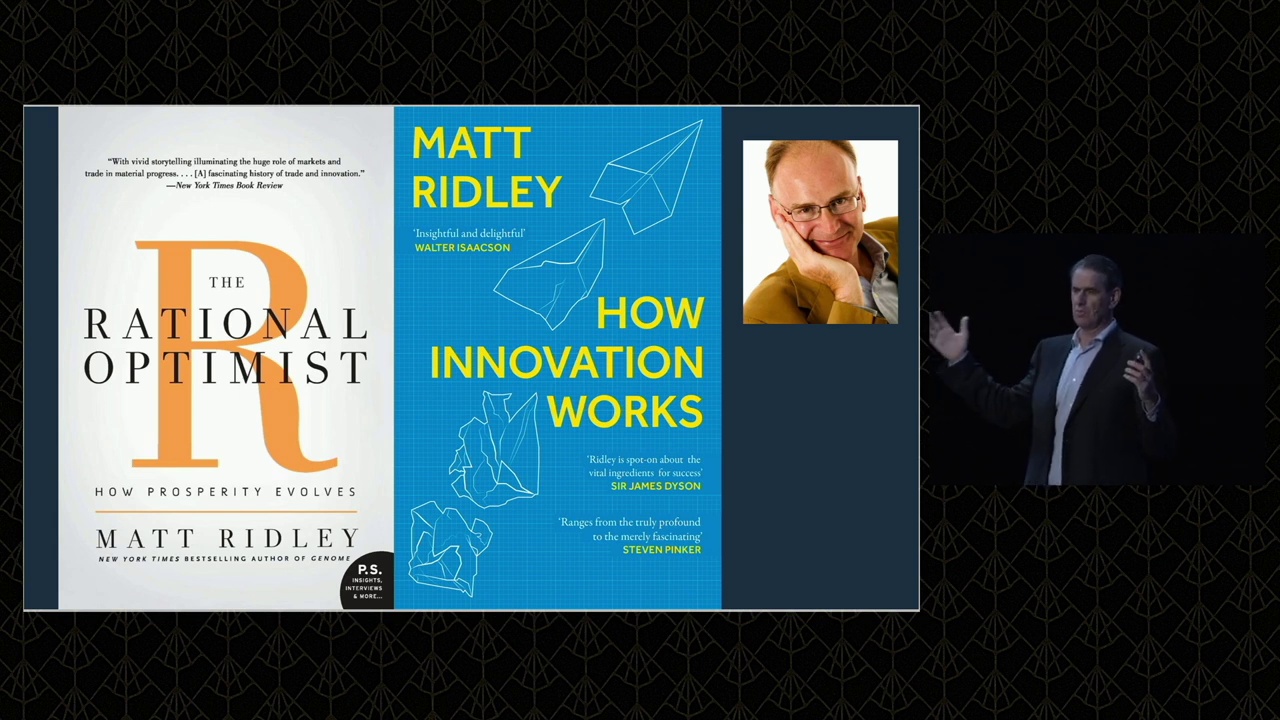 “With vivid storytelling illuminating the huge role of markets and
trade in material progress. . . . [A] fascinating history of trade and innovation.”
—New York Times Book Review
THE
RATIONAL
OPTIMIST
HOW PROSPERITY EVOLVES
MATT RIDLEY
NEW YORK TIMES BESTSELLING AUTHOR OF GENOME
P.S.
INSIGHTS,
INTERVIEWS
& MORE...
MATT
RIDLEY
‘Insightful and delightful’
WALTER ISAACSON
HOW
INNOVATION
WORKS
‘Ridley is spot-on about the
vital ingredients for success’
SIR JAMES DYSON
‘Ranges from the truly profound
to the merely fascinating’
STEVEN PINKER